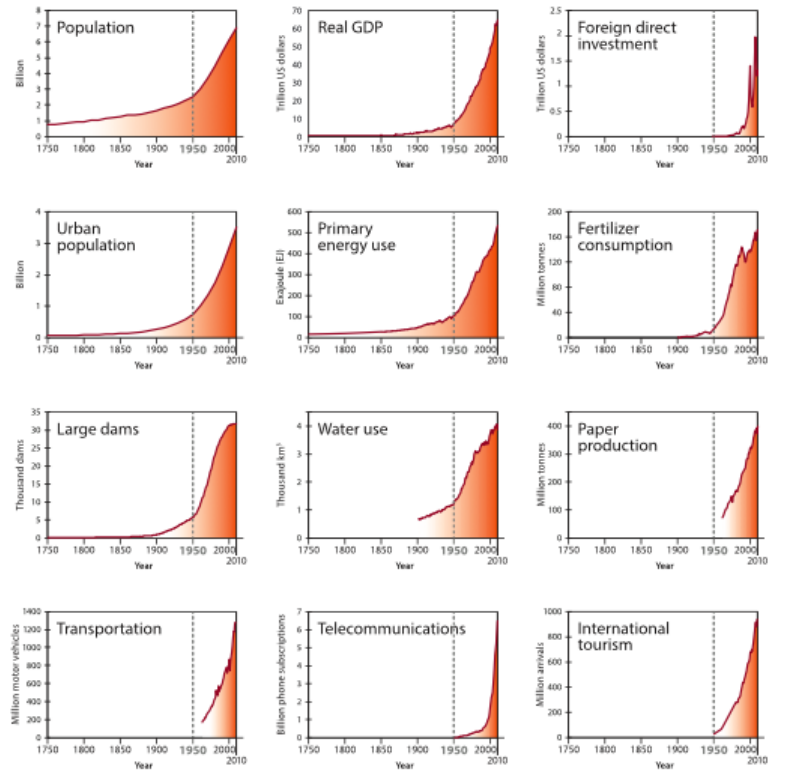 Population
Billion
8
7
6
5
4
3
2
1
0
1750 1800 1850 1900 1950 2000
2010
Year
Real GDP
Trillion US dollars
70
60
50
40
30
20
10
0
1750 1800 1850 1900 1950 2000
2010
Year
Foreign direct
investment
Trillion US dollars
2.5
2
1.5
1
0.5
0
1750 1800 1850 1900 1950 2000
2010
Year
Urban
population
Billion
4
3
2
1
0
1750 1800 1850 1900 1950 2000
2010
Year
Primary
energy use
Exajoule (EJ)
600
500
400
300
200
100
0
1750 1800 1850 1900 1950 2000
2010
Year
Fertilizer
consumption
Million tonnes
200
160
120
80
40
0
1750 1800 1850 1900 1950 2000
2010
Year
Large dams
Thousand dams
35
30
25
20
15
10
5
0
1750 1800 1850 1900 1950 2000
2010
Year
Water use
Thousand km³
4
3
2
1
0
1750 1800 1850 1900 1950 2000
2010
Year
Paper
production
Million tonnes
400
300
200
100
0
1750 1800 1850 1900 1950 2000
2010
Year
Transportation
Million motor vehicles
1400
1200
1000
800
600
400
200
0
1750 1800 1850 1900 1950 2000
2010
Year
Telecommunications
Billion phone subscriptions
7
6
5
4
3
2
1
0
1750 1800 1850 1900 1950 2000
2010
Year
International
tourism
Million arrivals
1000
800
600
400
200
0
1750 1800 1850 1900 1950 2000
2010
Year